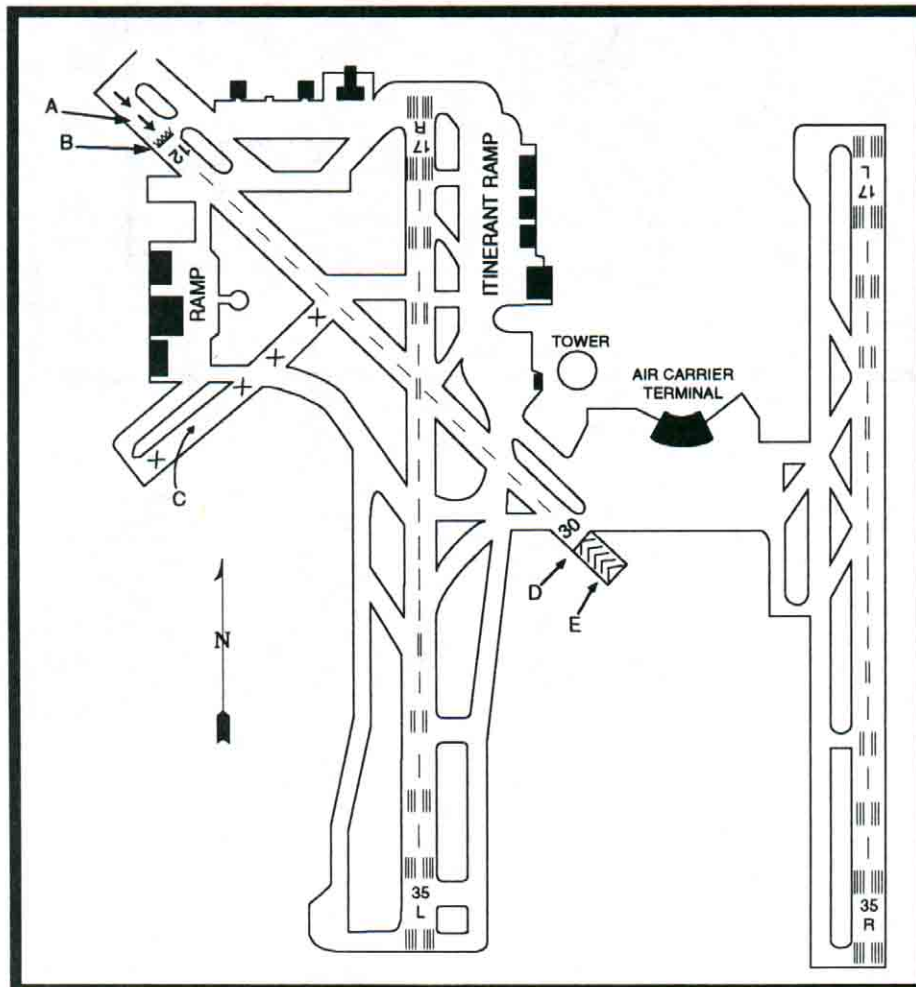 A
B
12
17
R
ITINERANT RAMP
17
L
RAMP
TOWER
AIR CARRIER
TERMINAL
C
30
D
E
N
35
L
35
R